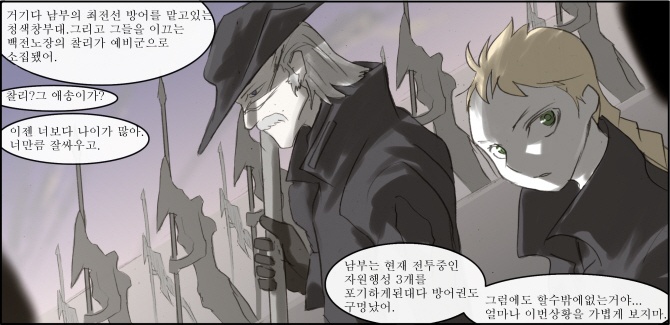 거기다 남부의 최전선 방어를 맡고있는
청색창부대.그리고 그들을 이끄는
백전노장의 찰리가 예비군으로
소집됐어.
찰리?그 애송이가?
이젠 너보다 나이가 많아.
너만큼 잘싸우고.
남부는 현재 전투중인
자원행성 3개를
포기하게된데다 방어권도
구멍났어.
그럼에도 할수밖에없는거야...
얼마나 이번상황을 가볍게 보지마.